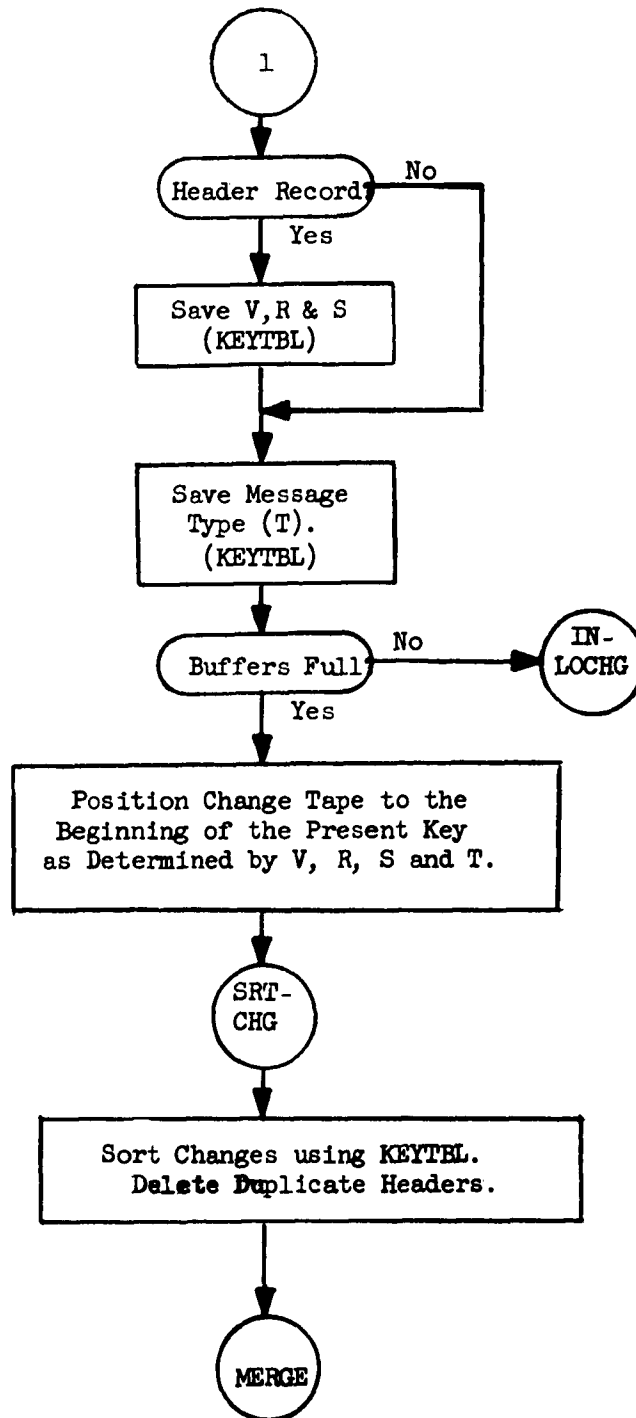 1
Header Record?
No
Yes
Save V,R & S
(KEYTBL)
Save Message
Type (T).
(KEYTBL)
Buffers Full
No
IN-
LOCHG
Yes
Position Change Tape to the
Beginning of the Present Key
as Determined by V, R, S and T.
SRT-
CHG
Sort Changes using KEYTBL.
Delete Duplicate Headers.
MERGE